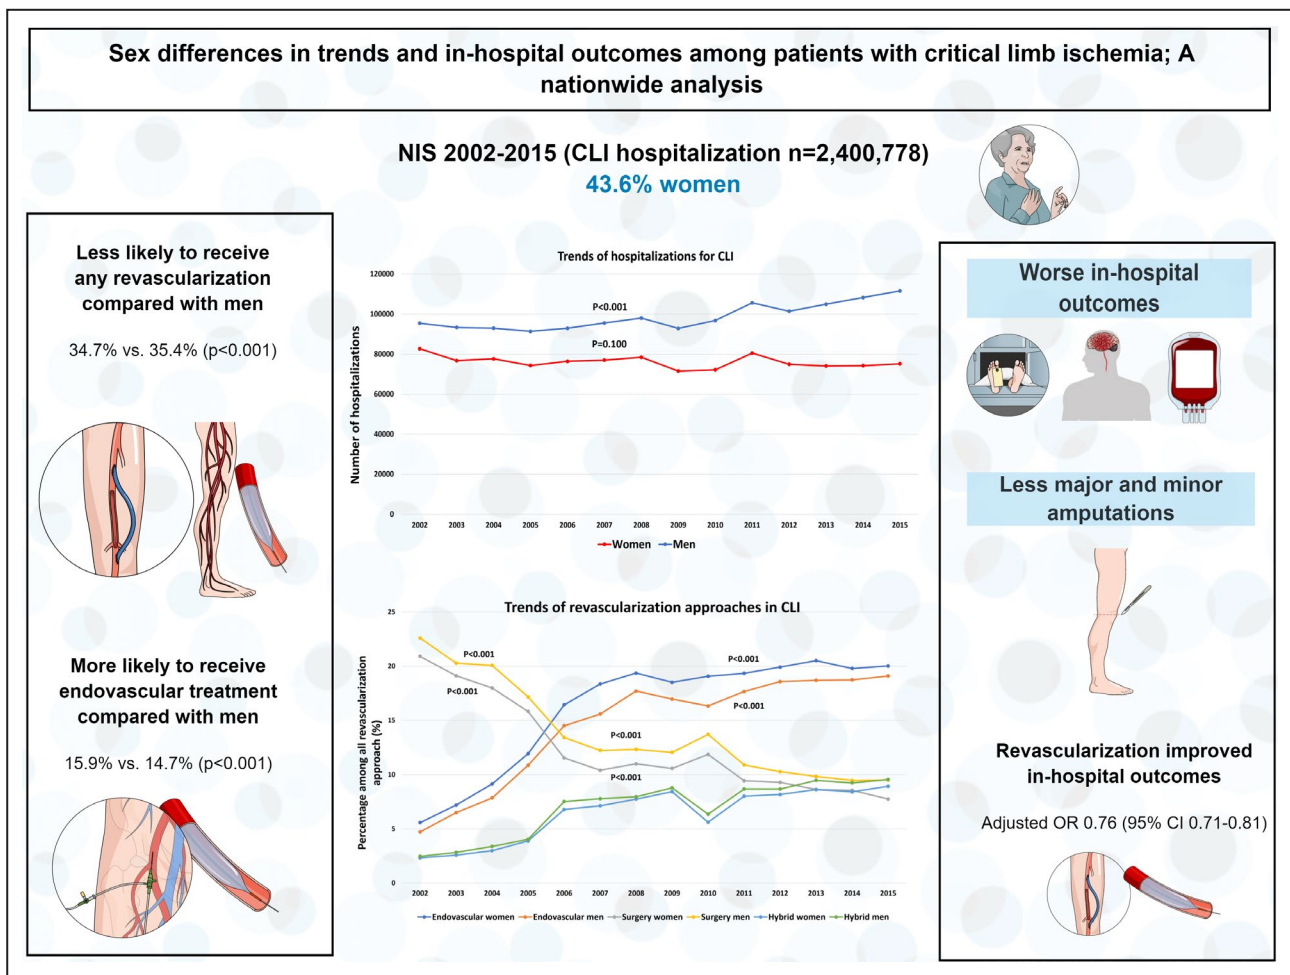 Sex differences in trends and in-hospital outcomes among patients with critical limb ischemia; A
nationwide analysis
NIS 2002-2015 (CLI hospitalization n=2,400,778)
43.6% women
Less likely to receive
any revascularization
compared with men
34.7% vs. 35.4% (p<0.001)
More likely to receive
endovascular treatment
compared with men
15.9% vs. 14.7% (p<0.001)
Trends of hospitalizations for CLI
Number of hospitalizations
120000
100000
80000
60000
40000
20000
0
P<0.001
P=0.100
2002 2003 2004 2005 2006 2007 2008 2009 2010 2011 2012 2013 2014 2015
Women Men
Trends of revascularization approaches in CLI
Percentage among all revascularization
approach (%)
25
20
15
10
5
0
P<0.001
P<0.001
P<0.001
P<0.001
P<0.001
P<0.001
2002 2003 2004 2005 2006 2007 2008 2009 2010 2011 2012 2013 2014 2015
Endovascular women Endovascular men Surgery women Surgery men Hybrid women Hybrid men
Worse in-hospital
outcomes
Less major and minor
amputations
Revascularization improved
in-hospital outcomes
Adjusted OR 0.76 (95% CI 0.71-0.81)